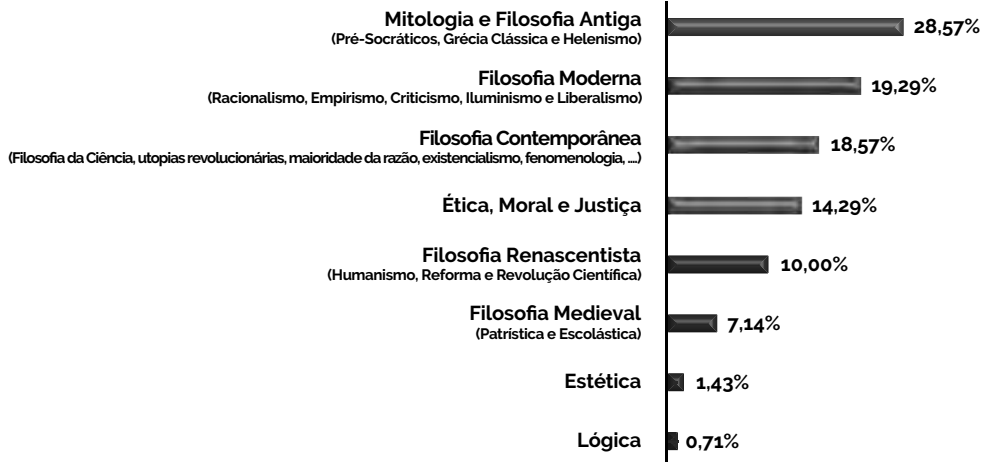 Mitologia e Filosofia Antiga
(Pré-Socráticos, Grécia Clássica e Helenismo)
28,57%
Filosofia Moderna
(Racionalismo, Empirismo, Criticismo, Iluminismo e Liberalismo)
19,29%
Filosofia Contemporânea
(Filosofia da Ciência, utopias revolucionárias, maioridade da razão, existencialismo, fenomenologia, ....)
18,57%
Ética, Moral e Justiça
14,29%
Filosofia Renascentista
(Humanismo, Reforma e Revolução Científica)
10,00%
Filosofia Medieval
(Patrística e Escolástica)
7,14%
Estética
1,43%
Lógica
0,71%